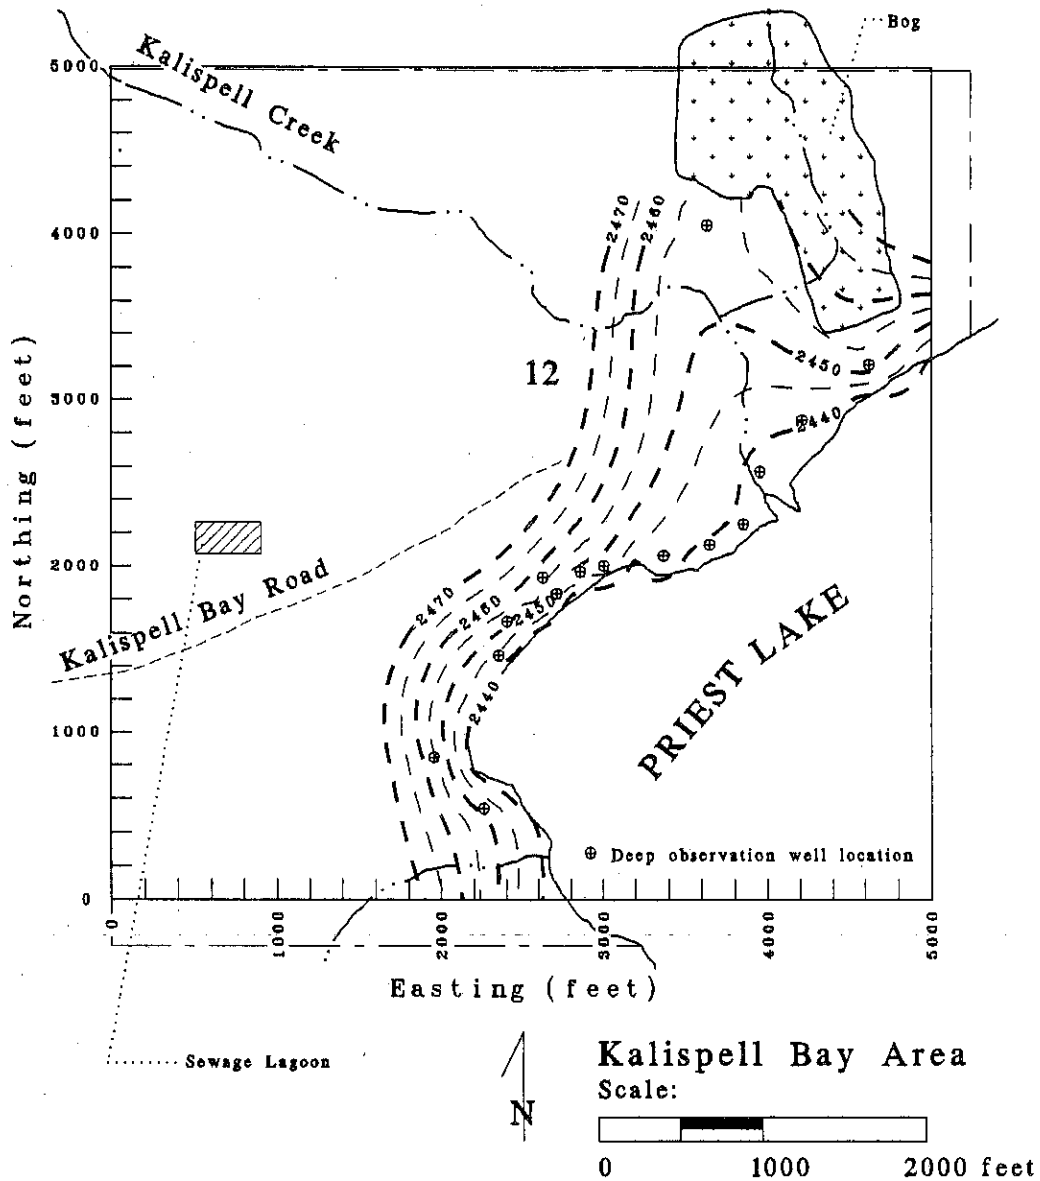 Bog
Kalispell Creek
5000
4000
3000
2000
1000
0
Northing (feet)
2470
2460
2450
12
2440
Kalispell Bay Road
2470
2460
2450
2440
PRIEST LAKE
Deep observation well location
0
1000
2000
3000
4000
5000
Easting (feet)
Sewage Lagoon
N
Kalispell Bay Area
Scale:
0 1000 2000 feet